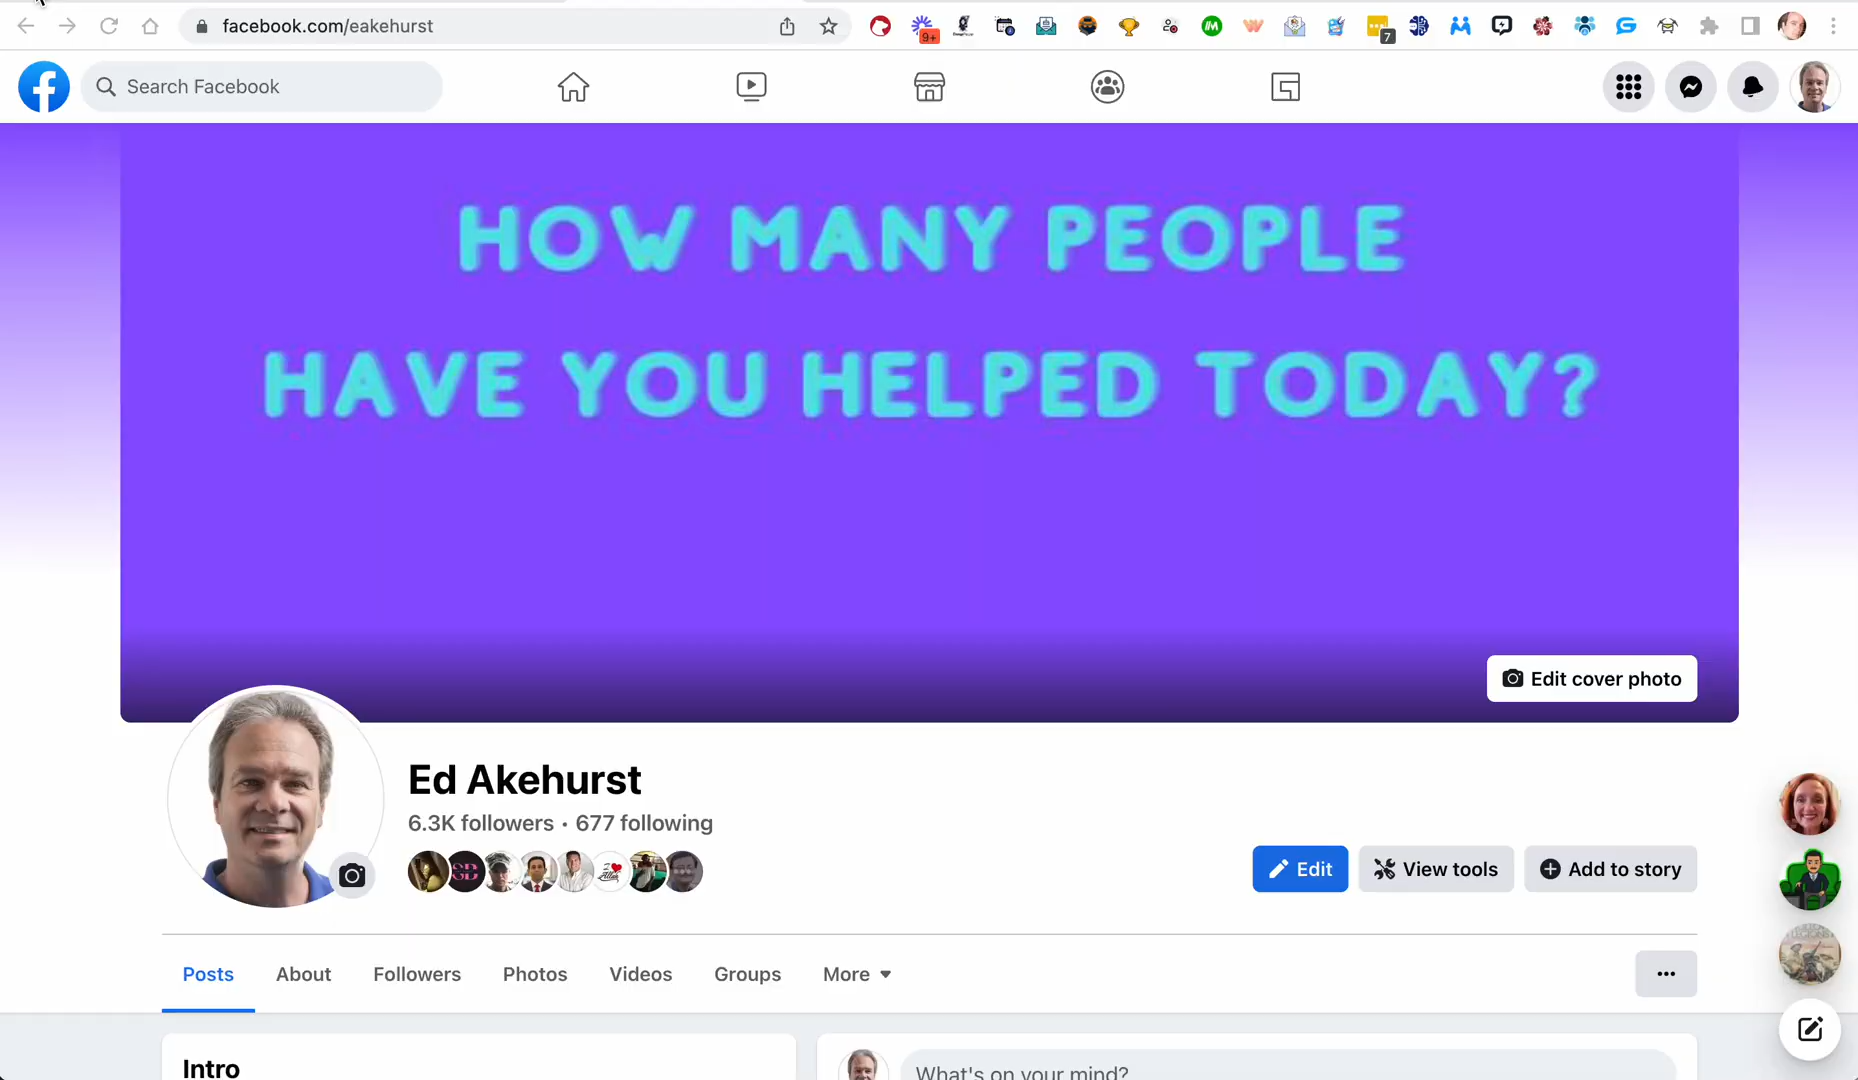 facebook.com/eakehurst
9+
7
Search Facebook
HOW MANY PEOPLE
HAVE YOU HELPED TODAY?
Edit cover photo
Ed Akehurst
6.3K followers • 677 following
Edit
View tools
Add to story
Posts
About
Followers
Photos
Videos
Groups
More
Intro
What's on your mind?